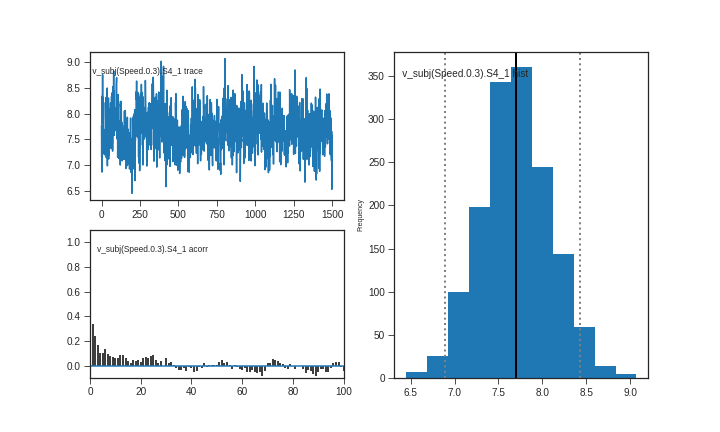 9.0
8.5
8.0
7.5
7.0
6.5
v_subj(Speed.0.3).S4_1 trace
0 250 500 750 1000 1250 1500
1.0
0.8
0.6
0.4
0.2
0.0
v_subj(Speed.0.3).S4_1 acorr
0 20 40 60 80 100
Frequency
350
300
250
200
150
100
50
0
v_subj(Speed.0.3).S4_1 hist
6.5 7.0 7.5 8.0 8.5 9.0